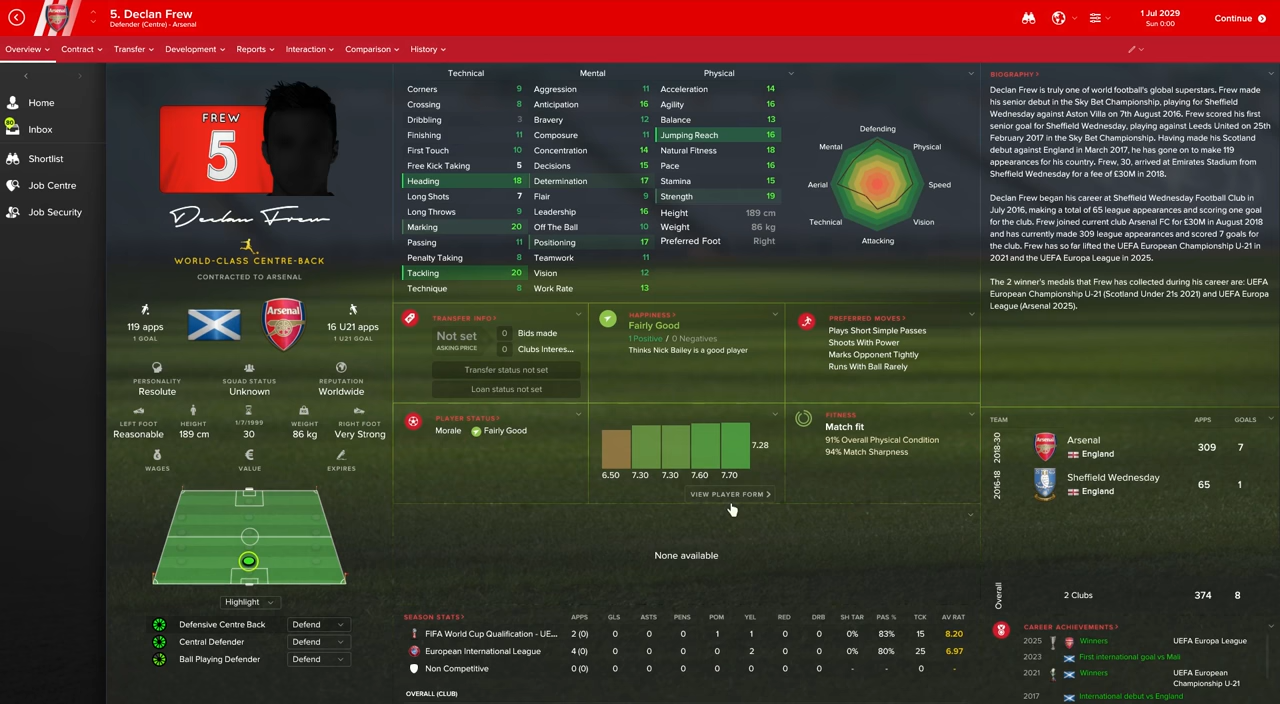 5. Declan Frew
Defender (Centre) - Arsenal
1 Jul 2029
Sun 0:00
Continue
Overview
Contract
Transfer
Development
Reports
Interaction
Comparison
History
Home
80
Inbox
Shortlist
Job Centre
Job Security
FREW
5
Declan Frew
WORLD-CLASS CENTRE-BACK
CONTRACTED TO ARSENAL
Arsenal
119 apps
1 GOAL
16 U21 apps
1 U21 GOAL
PERSONALITY
Resolute
SQUAD STATUS
Unknown
REPUTATION
Worldwide
LEFT FOOT
Reasonable
HEIGHT
189 cm
1/7/1999
30
WEIGHT
86 kg
RIGHT FOOT
Very Strong
WAGES
VALUE
EXPIRES
Highlight
Defensive Centre Back Defend
Central Defender Defend
Ball Playing Defender Defend
Technical
Corners 9
Crossing 8
Dribbling 3
Finishing 11
First Touch 10
Free Kick Taking 5
Heading 18
Long Shots 7
Long Throws 9
Marking 20
Passing 11
Penalty Taking 8
Tackling 20
Technique 8
Mental
Aggression 11
Anticipation 16
Bravery 12
Composure 11
Concentration 14
Decisions 15
Determination 17
Flair 9
Leadership 16
Off The Ball 10
Positioning 17
Teamwork 11
Vision 12
Work Rate 13
Physical
Acceleration 14
Agility 16
Balance 13
Jumping Reach 16
Natural Fitness 18
Pace 16
Stamina 15
Strength 19
Height 189 cm
Weight 86 kg
Preferred Foot Right
Defending
Mental
Physical
Aerial
Speed
Technical
Vision
Attacking
TRANSFER INFO
Not set
ASKING PRICE
0 Bids made
0 Clubs Interes...
Transfer status not set
Loan status not set
HAPPINESS
Fairly Good
1 Positive / 0 Negatives
Thinks Nick Bailey is a good player
PREFERRED MOVES
Plays Short Simple Passes
Shoots With Power
Marks Opponent Tightly
Runs With Ball Rarely
PLAYER STATUS
Morale Fairly Good
7.28
6.50 7.30 7.30 7.60 7.70
VIEW PLAYER FORM
FITNESS
Match fit
91% Overall Physical Condition
94% Match Sharpness
None available
SEASON STATS APPS GLS ASTS PENS POM YEL RED DRB SH TAR PAS % TCK AV RAT
FIFA World Cup Qualification - UE... 2 (0) 0 0 0 1 1 0 0 0% 83% 15 8.20
European International League 4 (0) 0 0 0 0 2 0 0 0% 80% 25 6.97
Non Competitive 0 (0) 0 0 0 0 0 0 0 - - 0 -
OVERALL (CLUB)
BIOGRAPHY
Declan Frew is truly one of world football's global superstars. Frew made
his senior debut in the Sky Bet Championship, playing for Sheffield
Wednesday against Aston Villa on 7th August 2016. Frew scored his first
senior goal for Sheffield Wednesday, playing against Leeds United on 25th
February 2017 in the Sky Bet Championship. Having made his Scotland
debut against England in March 2017, he has gone on to make 119
appearances for his country. Frew, 30, arrived at Emirates Stadium from
Sheffield Wednesday for a fee of £30M in 2018.
Declan Frew began his career at Sheffield Wednesday Football Club in
July 2016, making a total of 65 league appearances and scoring one goal
for the club. Frew joined current club Arsenal FC for £30M in August 2018
and has currently made 309 league appearances and scored 7 goals for
the club. Frew has so far lifted the UEFA European Championship U-21 in
2021 and the UEFA Europa League in 2025.
The 2 winner's medals that Frew has collected during his career are: UEFA
European Championship U-21 (Scotland Under 21s 2021) and UEFA Europa
League (Arsenal 2025).
TEAM APPS GOALS
2018-30
Arsenal
England
309 7
2016-18
Sheffield Wednesday
England
65 1
Overall
2 Clubs 374 8
CAREER ACHIEVEMENTS
2025 Winners UEFA Europa League
2023 First international goal vs Mali
2021 Winners UEFA European
Championship U-21
2017 International debut vs England